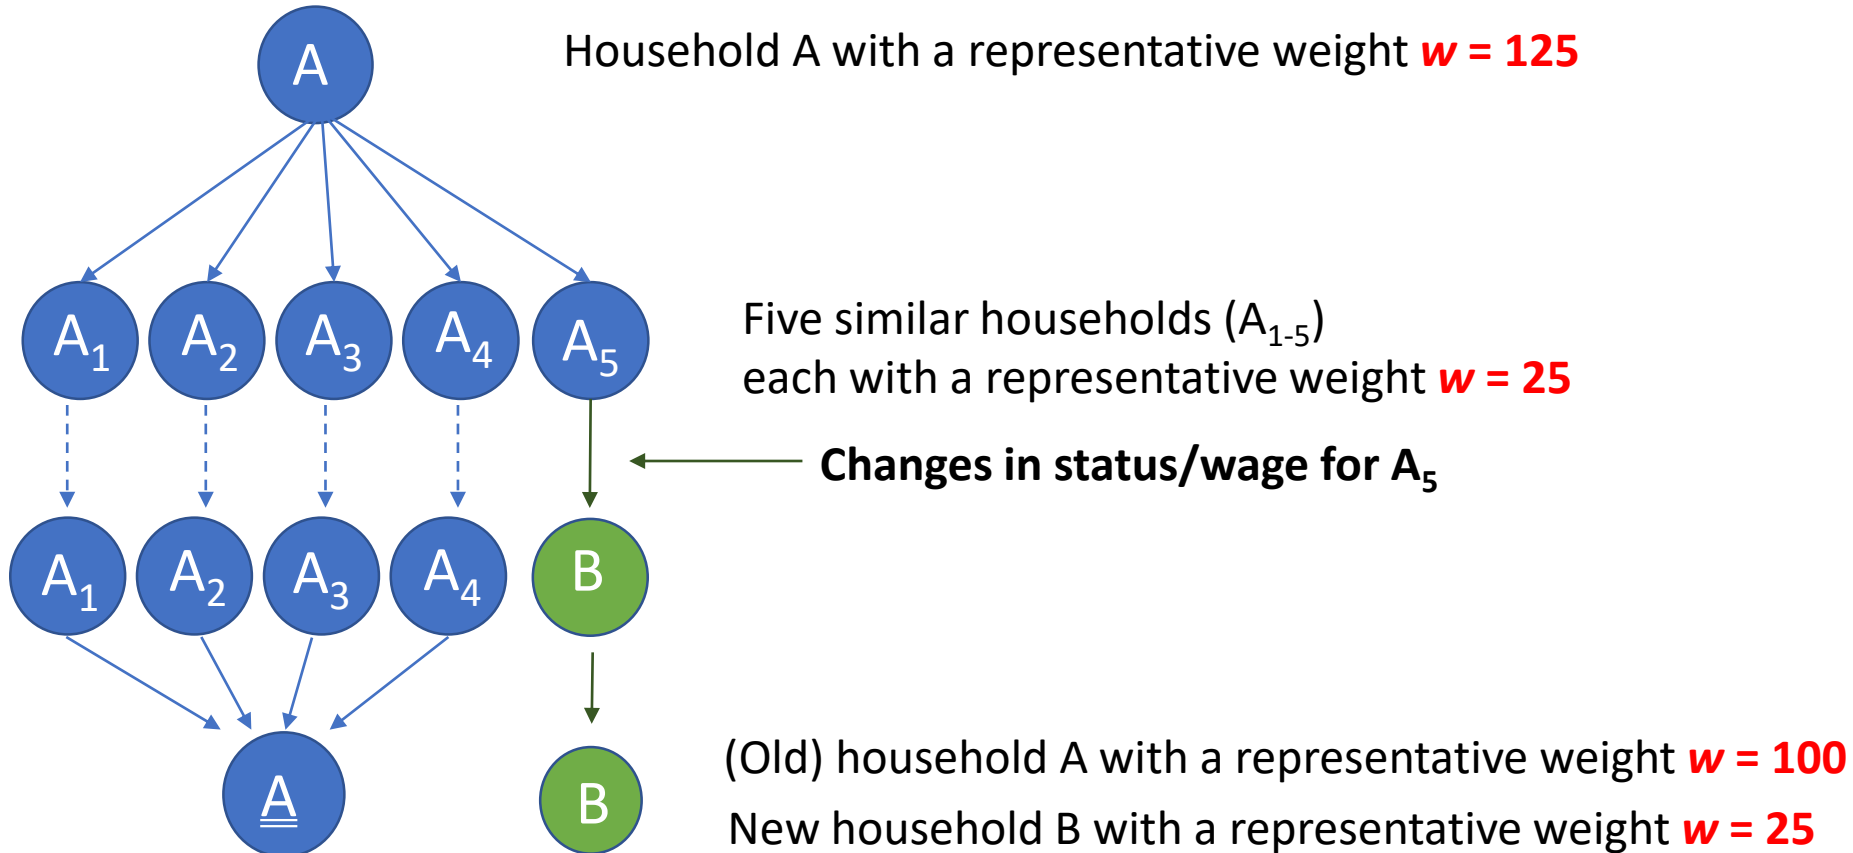 A
Household A with a representative weight w = 125
A₁ A₂ A₃ A₄ A₅
Five similar households (A₁₋₅)
each with a representative weight w = 25
Changes in status/wage for A₅
A₁ A₂ A₃ A₄ B
A B
(Old) household A with a representative weight w = 100
New household B with a representative weight w = 25